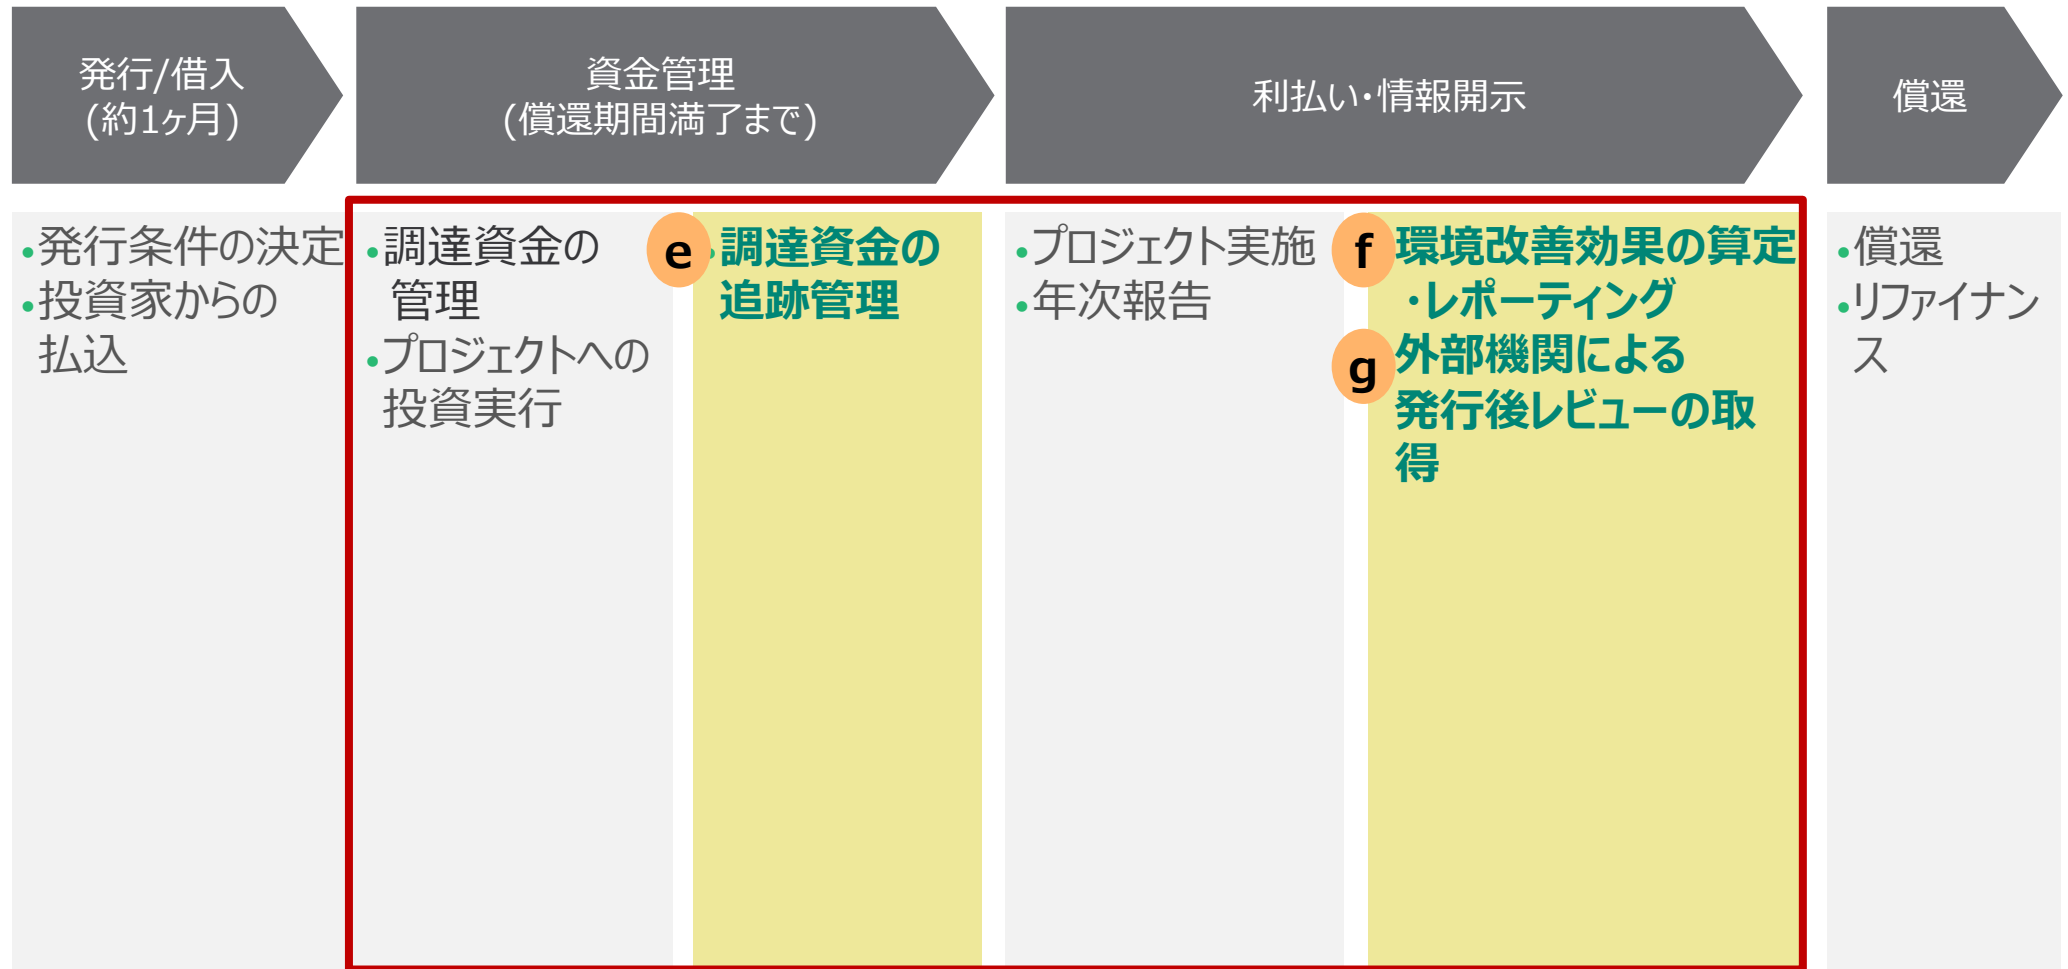 発行/借入
(約1ヶ月)
資金管理
(償還期間満了まで)
利払い・情報開示
償還
•発行条件の決定
•投資家からの
払込
•調達資金の
管理
•プロジェクトへの
投資実行
e
•調達資金の
追跡管理
•プロジェクト実施
•年次報告
f
環境改善効果の算定
・レポーティング
g
外部機関による
発行後レビューの取
得
•償還
•リファイナン
ス